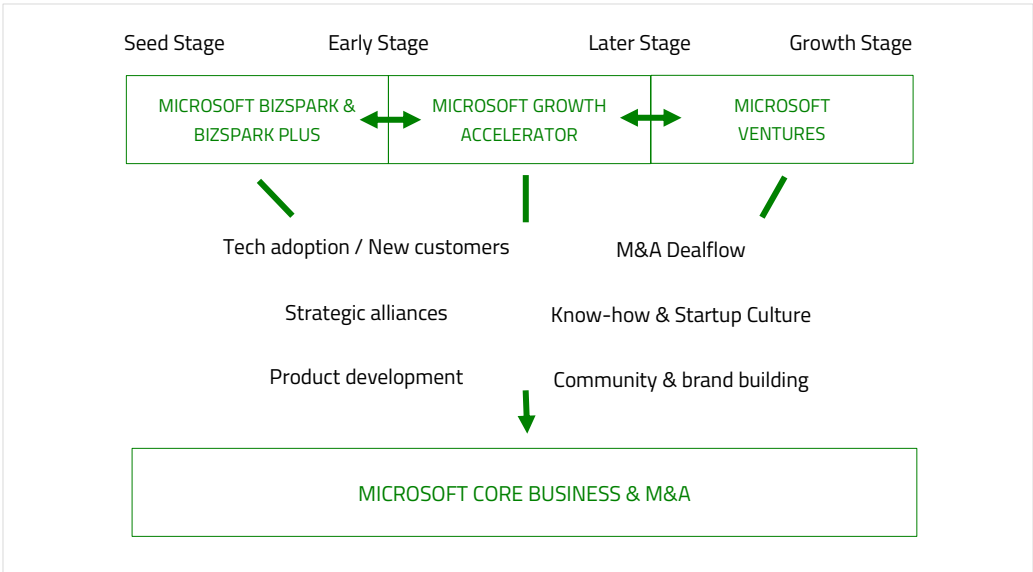 Seed Stage Early Stage Later Stage Growth Stage
MICROSOFT BIZSPARK &
BIZSPARK PLUS
MICROSOFT GROWTH
ACCELERATOR
MICROSOFT
VENTURES
Tech adoption / New customers
M&A Dealflow
Strategic alliances
Know-how & Startup Culture
Product development
Community & brand building
MICROSOFT CORE BUSINESS & M&A